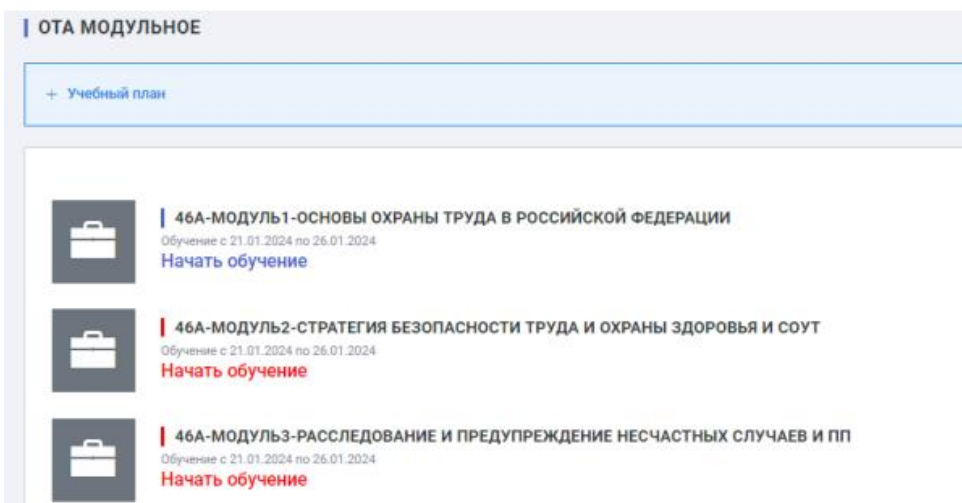 ОТА МОДУЛЬНОЕ
+ Учебный план
46А-МОДУЛЬ1-ОСНОВЫ ОХРАНЫ ТРУДА В РОССИЙСКОЙ ФЕДЕРАЦИИ
Обучение с 21.01.2024 по 26.01.2024
Начать обучение
46А-МОДУЛЬ2-СТРАТЕГИЯ БЕЗОПАСНОСТИ ТРУДА И ОХРАНЫ ЗДОРОВЬЯ И СОУТ
Обучение с 21.01.2024 по 26.01.2024
Начать обучение
46А-МОДУЛЬ3-РАССЛЕДОВАНИЕ И ПРЕДУПРЕЖДЕНИЕ НЕСЧАСТНЫХ СЛУЧАЕВ И ПП
Обучение с 21.01.2024 по 26.01.2024
Начать обучение